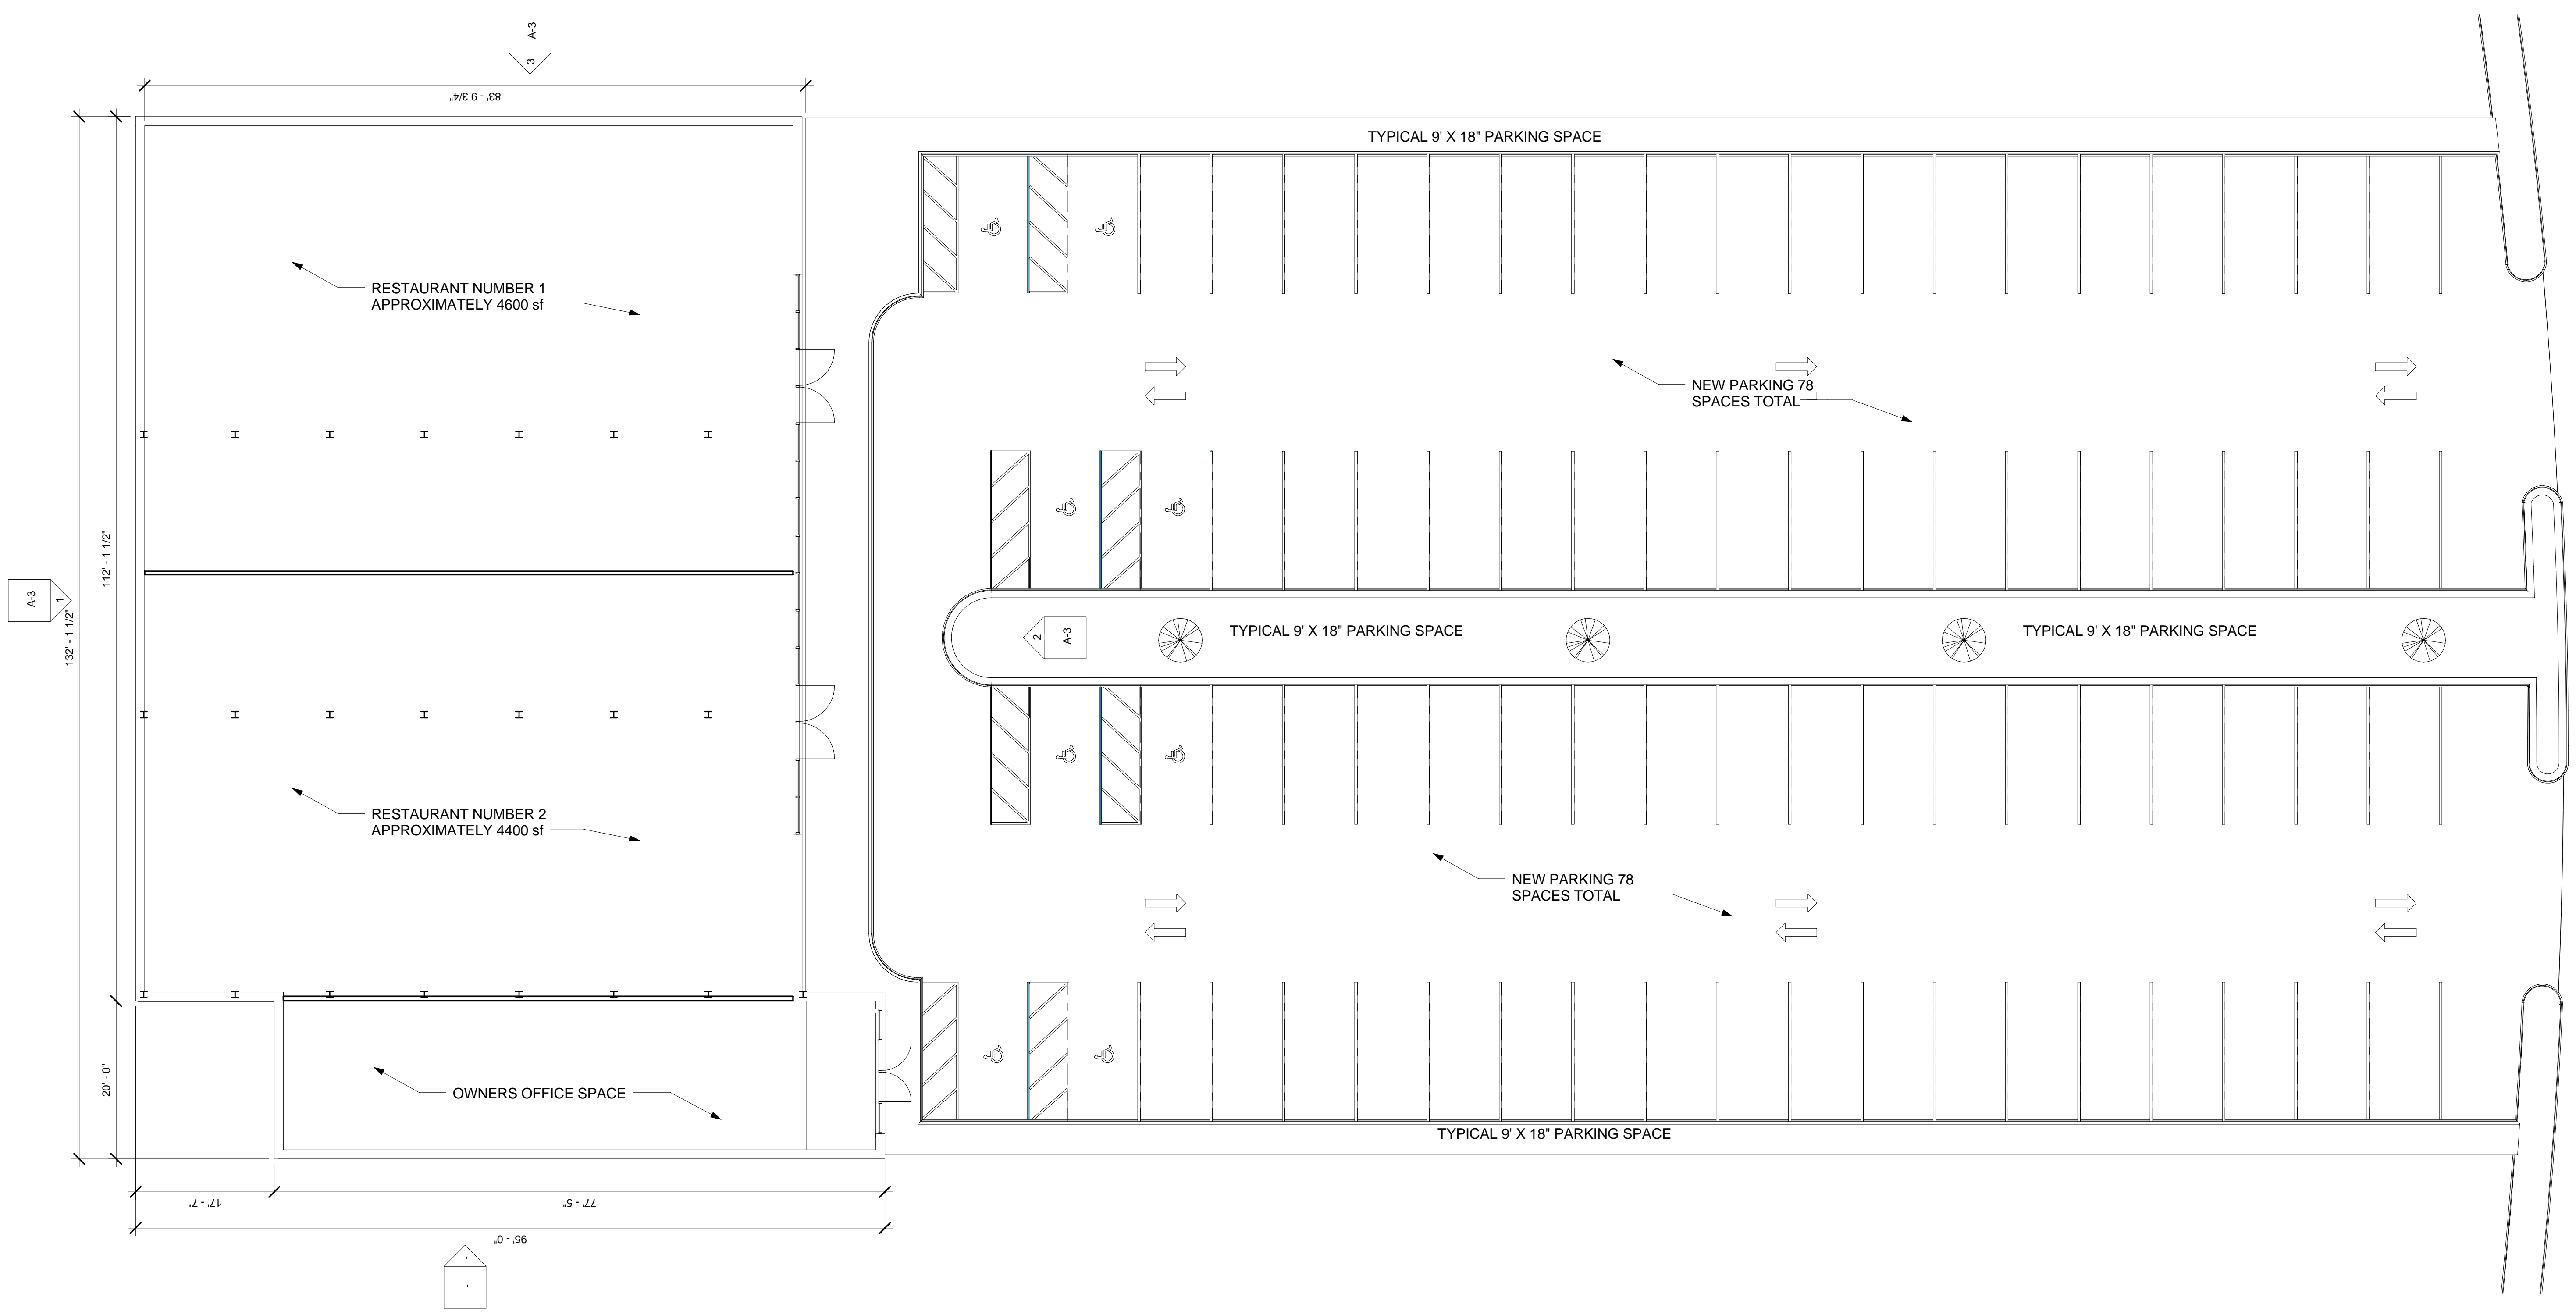 A-3
3
83' - 9 3/4"
TYPICAL 9' X 18" PARKING SPACE
RESTAURANT NUMBER 1
APPROXIMATELY 4600 sf
NEW PARKING 78
SPACES TOTAL
112' - 1 1/2"
132' - 1 1/2"
A-3
1
2
A-3
TYPICAL 9' X 18" PARKING SPACE
TYPICAL 9' X 18" PARKING SPACE
RESTAURANT NUMBER 2
APPROXIMATELY 4400 sf
NEW PARKING 78
SPACES TOTAL
20' - 0"
OWNERS OFFICE SPACE
TYPICAL 9' X 18" PARKING SPACE
17' - 7"
77' - 5"
95' - 0"
-
-